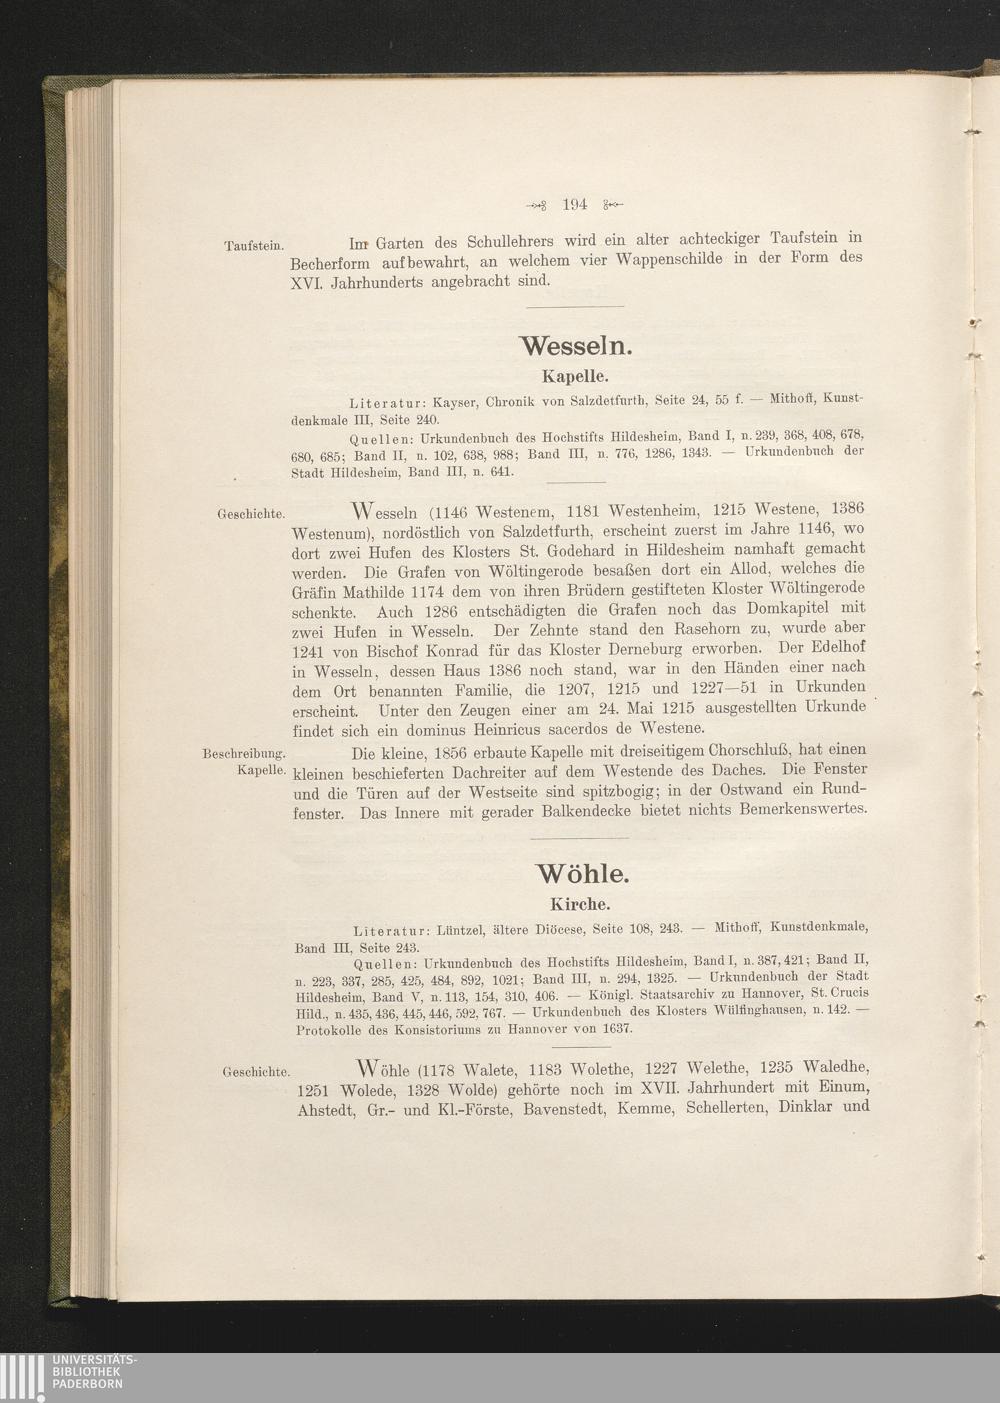 194
Taufstein. Im Garten des Schullehrers wird ein alter achteckiger Taufstein in
Becherform aufbewahrt, an welchem vier Wappenschilde in der Form des
XVI. Jahrhunderts angebracht sind.
Wesseln.
Kapelle.
Literatur: Kayser, Chronik von Salzdetfurth, Seite 24, 55 f. — Mithoff, Kunst-
denkmale III, Seite 240.
Quellen: Urkundenbuch des Hochstifts Hildesheim, Band I, n. 239, 368, 408, 678,
680, 685; Band II, n. 102, 638, 988; Band III, n. 776, 1286, 1343. — Urkundenbuch der
Stadt Hildesheim, Band III, n. 641.
Geschichte. Wesseln (1146 Westenem, 1181 Westenheim, 1215 Westene, 1386
Westenum), nordöstlich von Salzdetfurth, erscheint zuerst im Jahre 1146, wo
dort zwei Hufen des Klosters St. Godehard in Hildesheim namhaft gemacht
werden. Die Grafen von Wöltingerode besaßen dort ein Allod, welches die
Gräfin Mathilde 1174 dem von ihren Brüdern gestifteten Kloster Wöltingerode
schenkte. Auch 1286 entschädigten die Grafen noch das Domkapitel mit
zwei Hufen in Wesseln. Der Zehnte stand den Rasehorn zu, wurde aber
1241 von Bischof Konrad für das Kloster Derneburg erworben. Der Edelhof
in Wesseln, dessen Haus 1386 noch stand, war in den Händen einer nach
dem Ort benannten Familie, die 1207, 1215 und 1227—51 in Urkunden
erscheint. Unter den Zeugen einer am 24. Mai 1215 ausgestellten Urkunde
findet sich ein dominus Heinricus sacerdos de Westene.
Beschreibung. Die kleine, 1856 erbaute Kapelle mit dreiseitigem Chorschluß, hat einen
Kapelle. kleinen beschieferten Dachreiter auf dem Westende des Daches. Die Fenster
und die Türen auf der Westseite sind spitzbogig; in der Ostwand ein Rund-
fenster. Das Innere mit gerader Balkendecke bietet nichts Bemerkenswertes.
Wöhle.
Kirche.
Literatur: Lüntzel, ältere Diöcese, Seite 108, 243. — Mithoff, Kunstdenkmale,
Band III, Seite 243.
Quellen: Urkundenbuch des Hochstifts Hildesheim, Band I, n. 387, 421; Band II,
n. 223, 337, 285, 425, 484, 892, 1021; Band III, n. 294, 1325. — Urkundenbuch der Stadt
Hildesheim, Band V, n. 113, 154, 310, 406. — Königl. Staatsarchiv zu Hannover, St. Crucis
Hild., n. 435, 436, 445, 446, 592, 767. — Urkundenbuch des Klosters Wülfinghausen, n. 142. —
Protokolle des Konsistoriums zu Hannover von 1637.
Geschichte. Wöhle (1178 Walete, 1183 Wolethe, 1227 Welethe, 1235 Waledhe,
1251 Wolede, 1328 Wolde) gehörte noch im XVII. Jahrhundert mit Einum,
Ahstedt, Gr.- und Kl.-Förste, Bavenstedt, Kemme, Schellerten, Dinklar und
UNIVERSITÄTS-
BIBLIOTHEK
PADERBORN